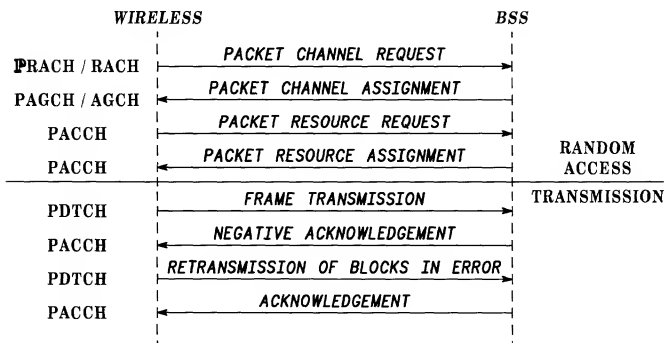 WIRELESS BSS
PRACH / RACH PACKET CHANNEL REQUEST
PAGCH / AGCH PACKET CHANNEL ASSIGNMENT
PACCH PACKET RESOURCE REQUEST
PACCH PACKET RESOURCE ASSIGNMENT
RANDOM
ACCESS
PDTCH FRAME TRANSMISSION
TRANSMISSION
PACCH NEGATIVE ACKNOWLEDGEMENT
PDTCH RETRANSMISSION OF BLOCKS IN ERROR
PACCH ACKNOWLEDGEMENT